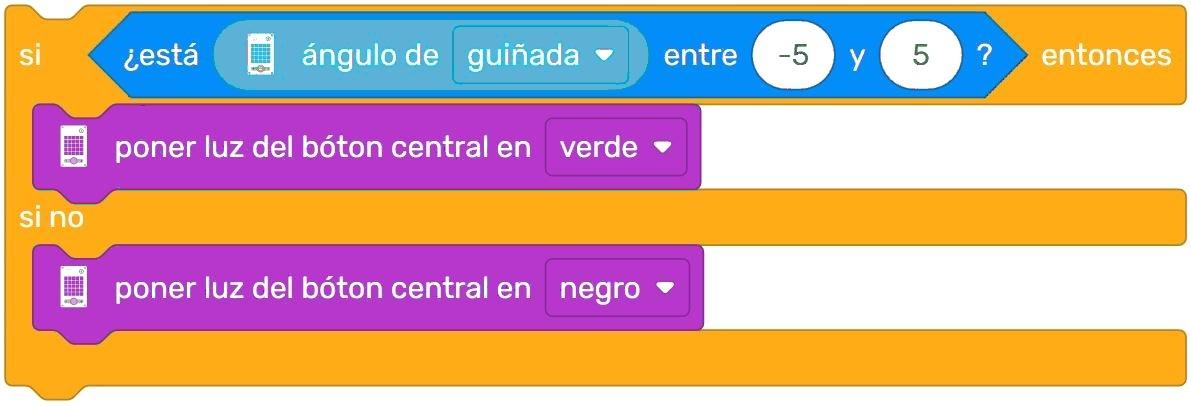 si ¿está ángulo de guiñada entre -5 y 5 ? entonces
poner luz del bóton central en verde
si no
poner luz del bóton central en negro